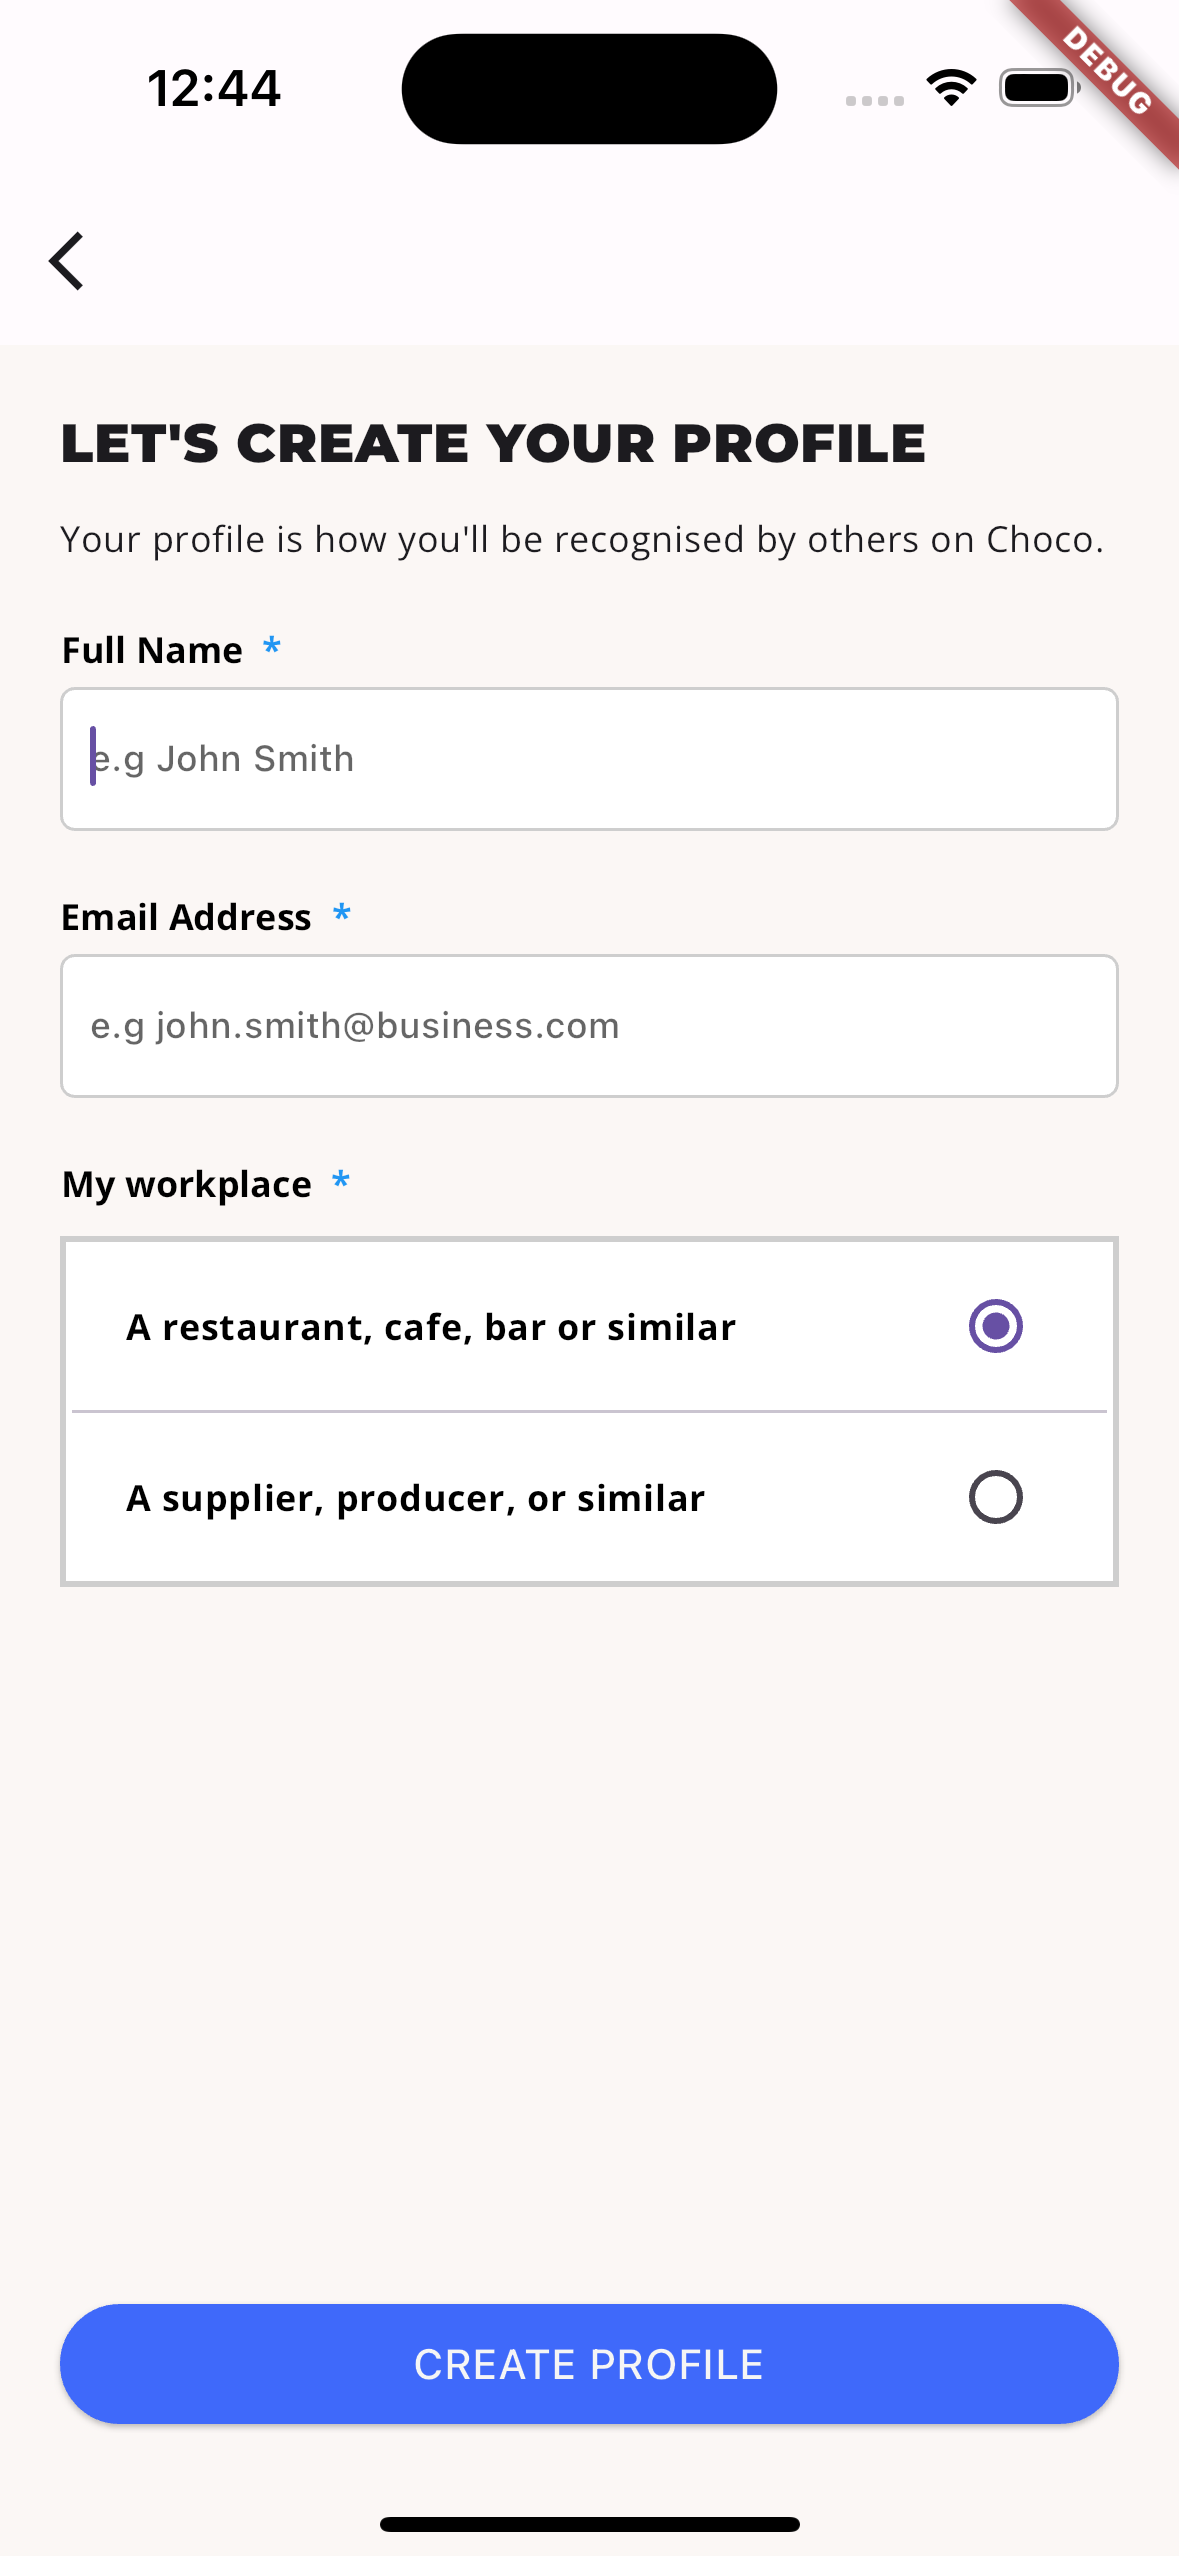 12:44
DEBUG
LET'S CREATE YOUR PROFILE
Your profile is how you'll be recognised by others on Choco.
Full Name *
e.g John Smith
Email Address *
e.g john.smith@business.com
My workplace *
A restaurant, cafe, bar or similar
A supplier, producer, or similar
CREATE PROFILE